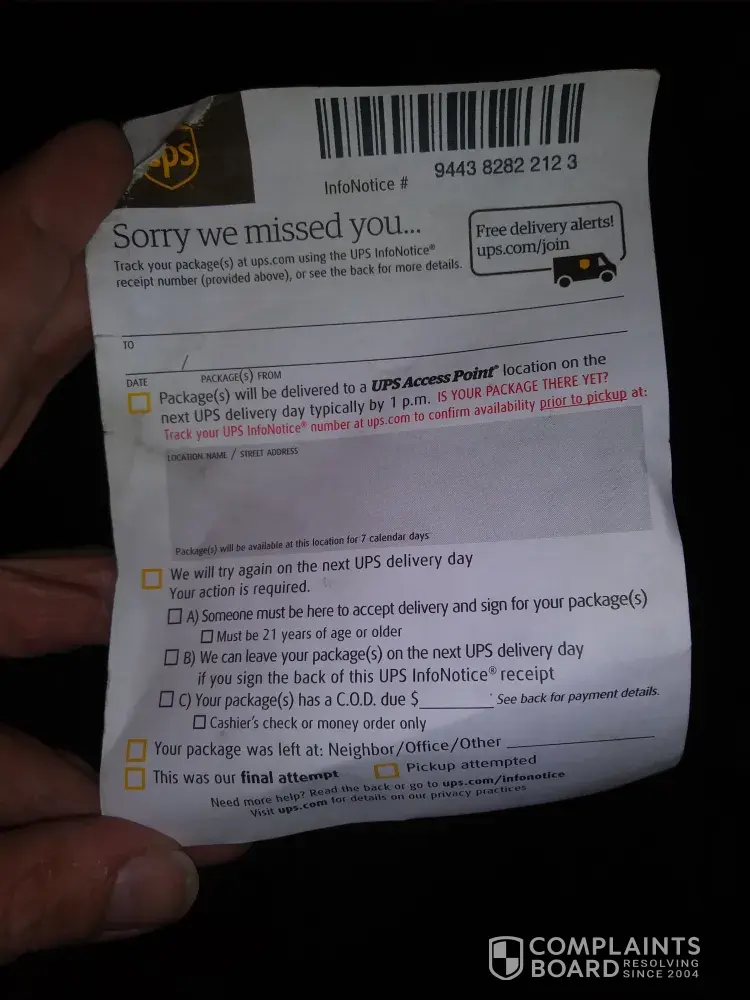 ups
9443 8282 212 3
InfoNotice #
Sorry we missed you...
Track your package(s) at ups.com using the UPS InfoNotice®
receipt number (provided above), or see the back for more details.
Free delivery alerts!
ups.com/join
TO
/
DATE
PACKAGE(S) FROM
Package(s) will be delivered to a UPS Access Point® location on the
next UPS delivery day typically by 1 p.m. IS YOUR PACKAGE THERE YET?
Track your UPS InfoNotice® number at ups.com to confirm availability prior to pickup at:
LOCATION NAME / STREET ADDRESS
Package(s) will be available at this location for 7 calendar days
We will try again on the next UPS delivery day
Your action is required.
A) Someone must be here to accept delivery and sign for your package(s)
Must be 21 years of age or older
B) We can leave your package(s) on the next UPS delivery day
if you sign the back of this UPS InfoNotice® receipt
C) Your package(s) has a C.O.D. due $________ See back for payment details.
Cashier's check or money order only
Your package was left at: Neighbor/Office/Other ________
This was our final attempt
Pickup attempted
Need more help? Read the back or go to ups.com/infonotice
Visit ups.com for details on our privacy practices
COMPLAINTS
BOARD RESOLVING SINCE 2004